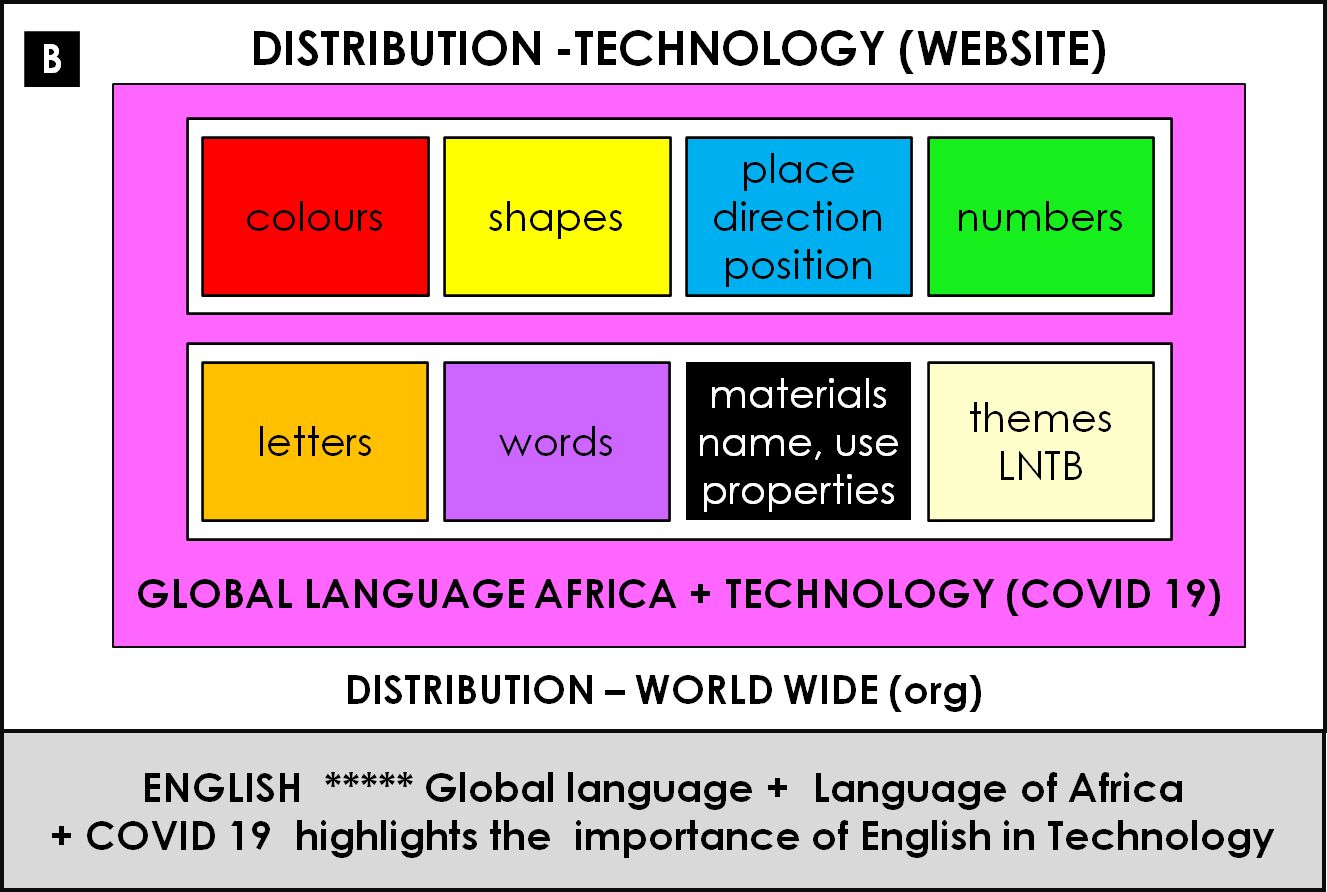 B
DISTRIBUTION -TECHNOLOGY (WEBSITE)
colours
shapes
place
direction
position
numbers
letters
words
materials
name, use
properties
themes
LNTB
GLOBAL LANGUAGE AFRICA + TECHNOLOGY (COVID 19)
DISTRIBUTION – WORLD WIDE (org)
ENGLISH ***** Global language + Language of Africa
+ COVID 19 highlights the importance of English in Technology